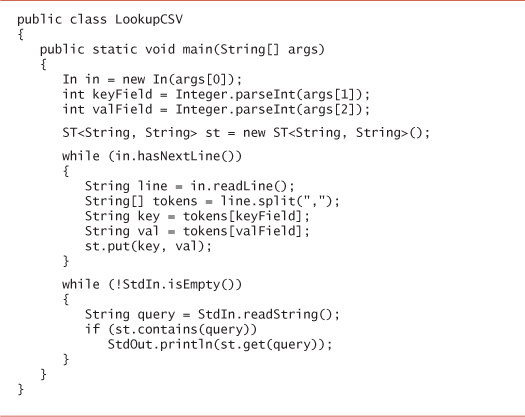 public class LookupCSV
{
   public static void main(String[] args)
   {
      In in = new In(args[0]);
      int keyField = Integer.parseInt(args[1]);
      int valField = Integer.parseInt(args[2]);
      ST<String, String> st = new ST<String, String>();
      while (in.hasNextLine())
      {
         String line = in.readLine();
         String[] tokens = line.split(",");
         String key = tokens[keyField];
         String val = tokens[valField];
         st.put(key, val);
      }
      while (!StdIn.isEmpty())
      {
         String query = StdIn.readString();
         if (st.contains(query))
            StdOut.println(st.get(query));
      }
   }
}